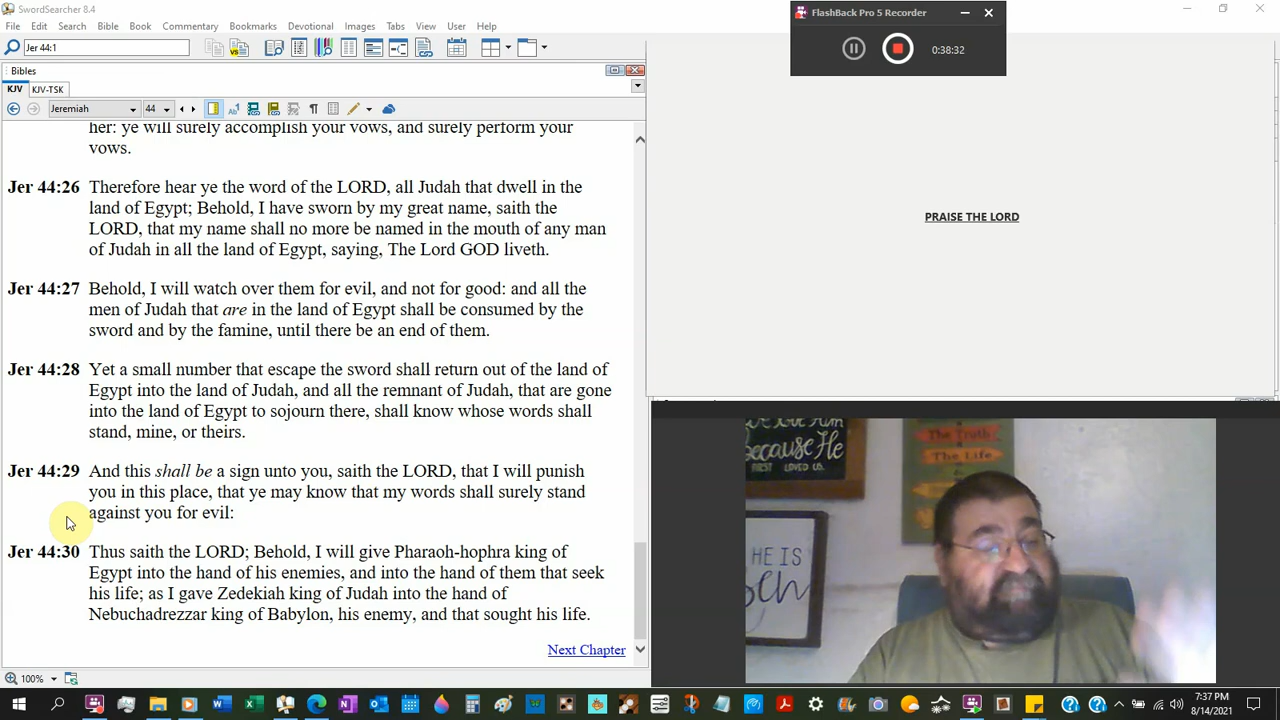 SwordSearcher 8.4
File Edit Search Bible Book Commentary Bookmarks Devotional Images Tabs View User Help
Jer 44:1
VS
Bibles
KJV KJV-TSK
Jeremiah 44
her: ye will surely accomplish your vows, and surely perform your
vows.
Jer 44:26 Therefore hear ye the word of the LORD, all Judah that dwell in the
land of Egypt; Behold, I have sworn by my great name, saith the
LORD, that my name shall no more be named in the mouth of any man
of Judah in all the land of Egypt, saying, The Lord GOD liveth.
Jer 44:27 Behold, I will watch over them for evil, and not for good: and all the
men of Judah that are in the land of Egypt shall be consumed by the
sword and by the famine, until there be an end of them.
Jer 44:28 Yet a small number that escape the sword shall return out of the land of
Egypt into the land of Judah, and all the remnant of Judah, that are gone
into the land of Egypt to sojourn there, shall know whose words shall
stand, mine, or theirs.
Jer 44:29 And this shall be a sign unto you, saith the LORD, that I will punish
you in this place, that ye may know that my words shall surely stand
against you for evil:
Jer 44:30 Thus saith the LORD; Behold, I will give Pharaoh-hophra king of
Egypt into the hand of his enemies, and into the hand of them that seek
his life; as I gave Zedekiah king of Judah into the hand of
Nebuchadrezzar king of Babylon, his enemy, and that sought his life.
Next Chapter
100%
FlashBack Pro 5 Recorder
0:38:32
PRAISE THE LORD
because He
FIRST LOVED US.
The Truth
The Life
HE IS
7:37 PM
8/14/2021